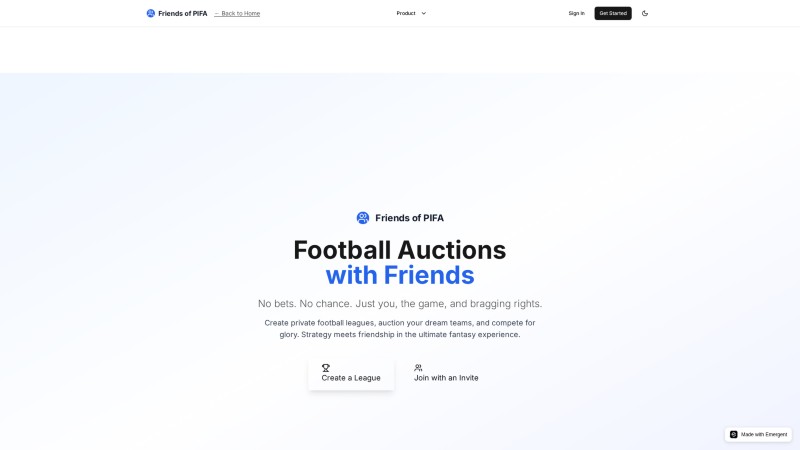 Friends of PIFA
← Back to Home
Product
Sign In
Get Started
Friends of PIFA
Football Auctions
with Friends
No bets. No chance. Just you, the game, and bragging rights.
Create private football leagues, auction your dream teams, and compete for
glory. Strategy meets friendship in the ultimate fantasy experience.
Create a League
Join with an Invite
Made with Emergent